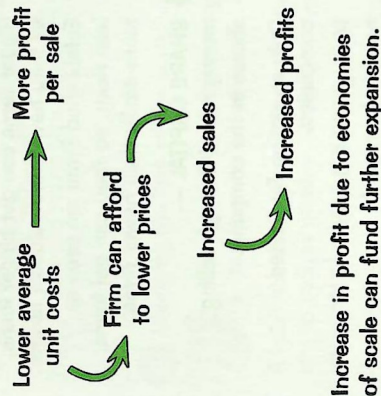 Lower average
unit costs
More profit
per sale
Firm can afford
to lower prices
Increased sales
Increased profits
Increase in profit due to economies
of scale can fund further expansion.